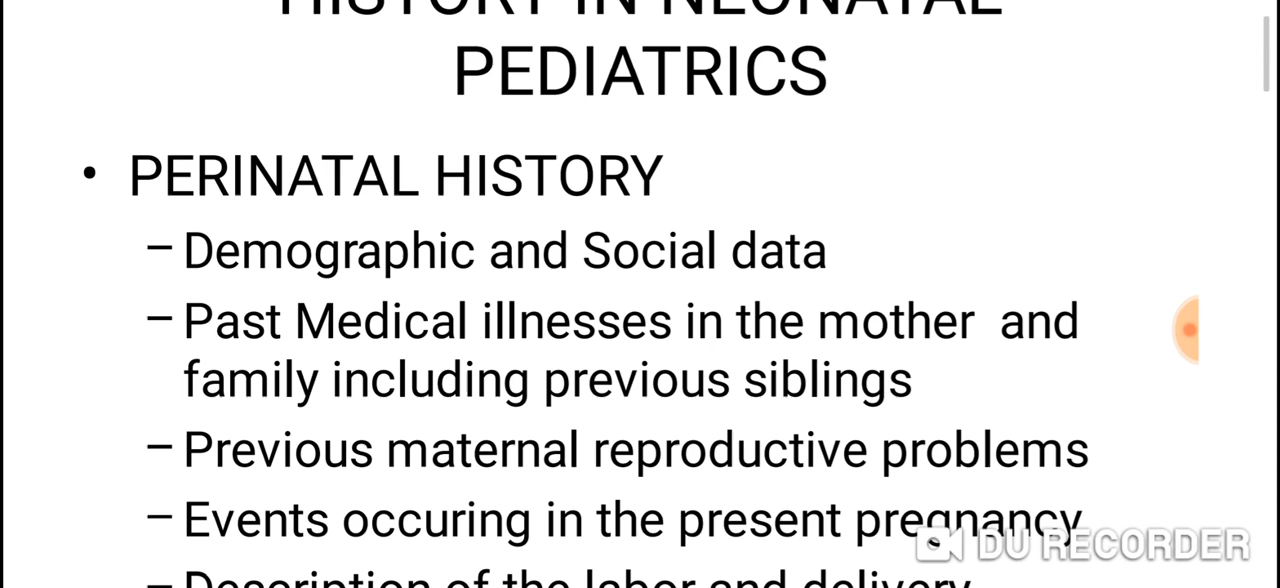 HISTORY IN NEONATAL
PEDIATRICS
• PERINATAL HISTORY
– Demographic and Social data
– Past Medical illnesses in the mother and
family including previous siblings
– Previous maternal reproductive problems
– Events occuring in the present pregnancy
DU RECORDER
– Description of the labor and delivery